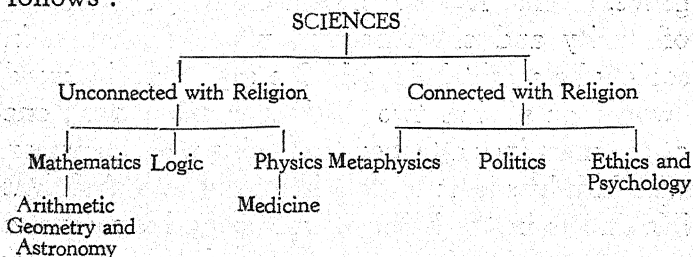 follows :
SCIENCES
Unconnected with Religion Connected with Religion
Mathematics Logic Physics Metaphysics Politics Ethics and
Psychology
Arithmetic Medicine
Geometry and
Astronomy